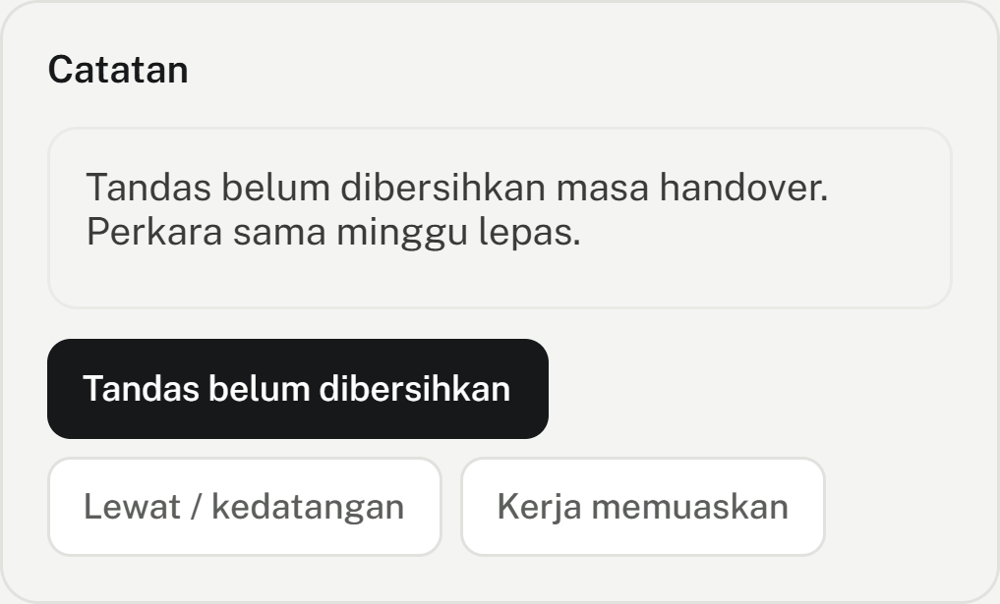 Catatan
Tandas belum dibersihkan masa handover.
Perkara sama minggu lepas.
Tandas belum dibersihkan
Lewat / kedatangan
Kerja memuaskan